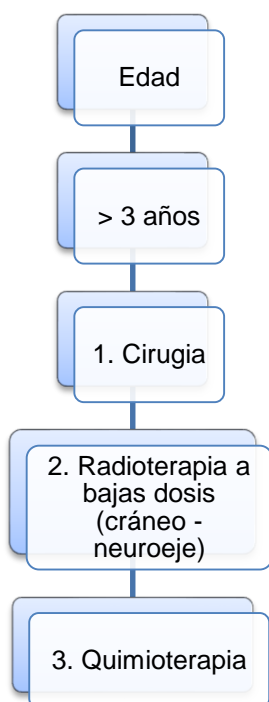 Edad
> 3 años
1. Cirugia
2. Radioterapia a
bajas dosis
(cráneo -
neuroeje)
3. Quimioterapia